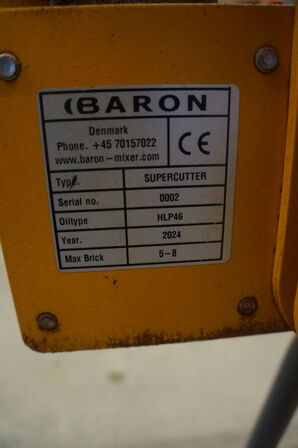 BARON
Denmark
Phone. +45 70157022
www.baron-mixer.com
CE
Type. SUPERCUTTER
Serial no. 0002
Oiltype HLP46
Year. 2024
Max Brick 5-8